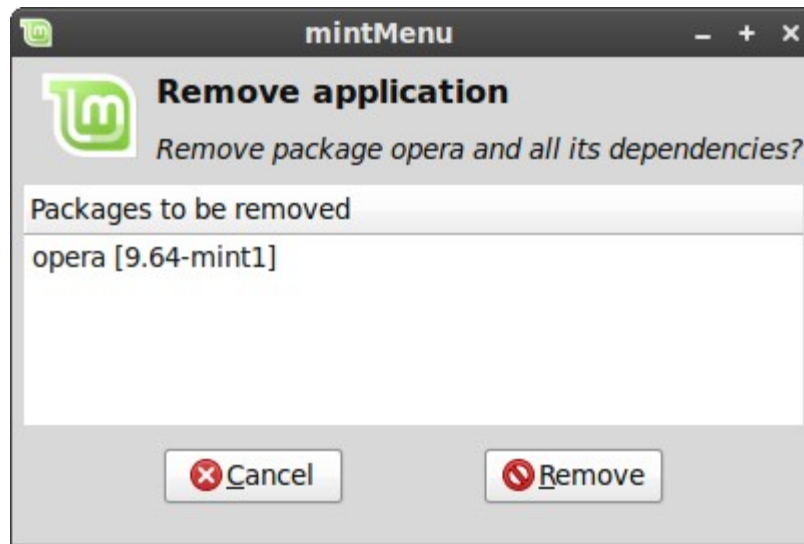 mintMenu
Remove application
Remove package opera and all its dependencies?
Packages to be removed
opera [9.64-mint1]
Cancel
Remove